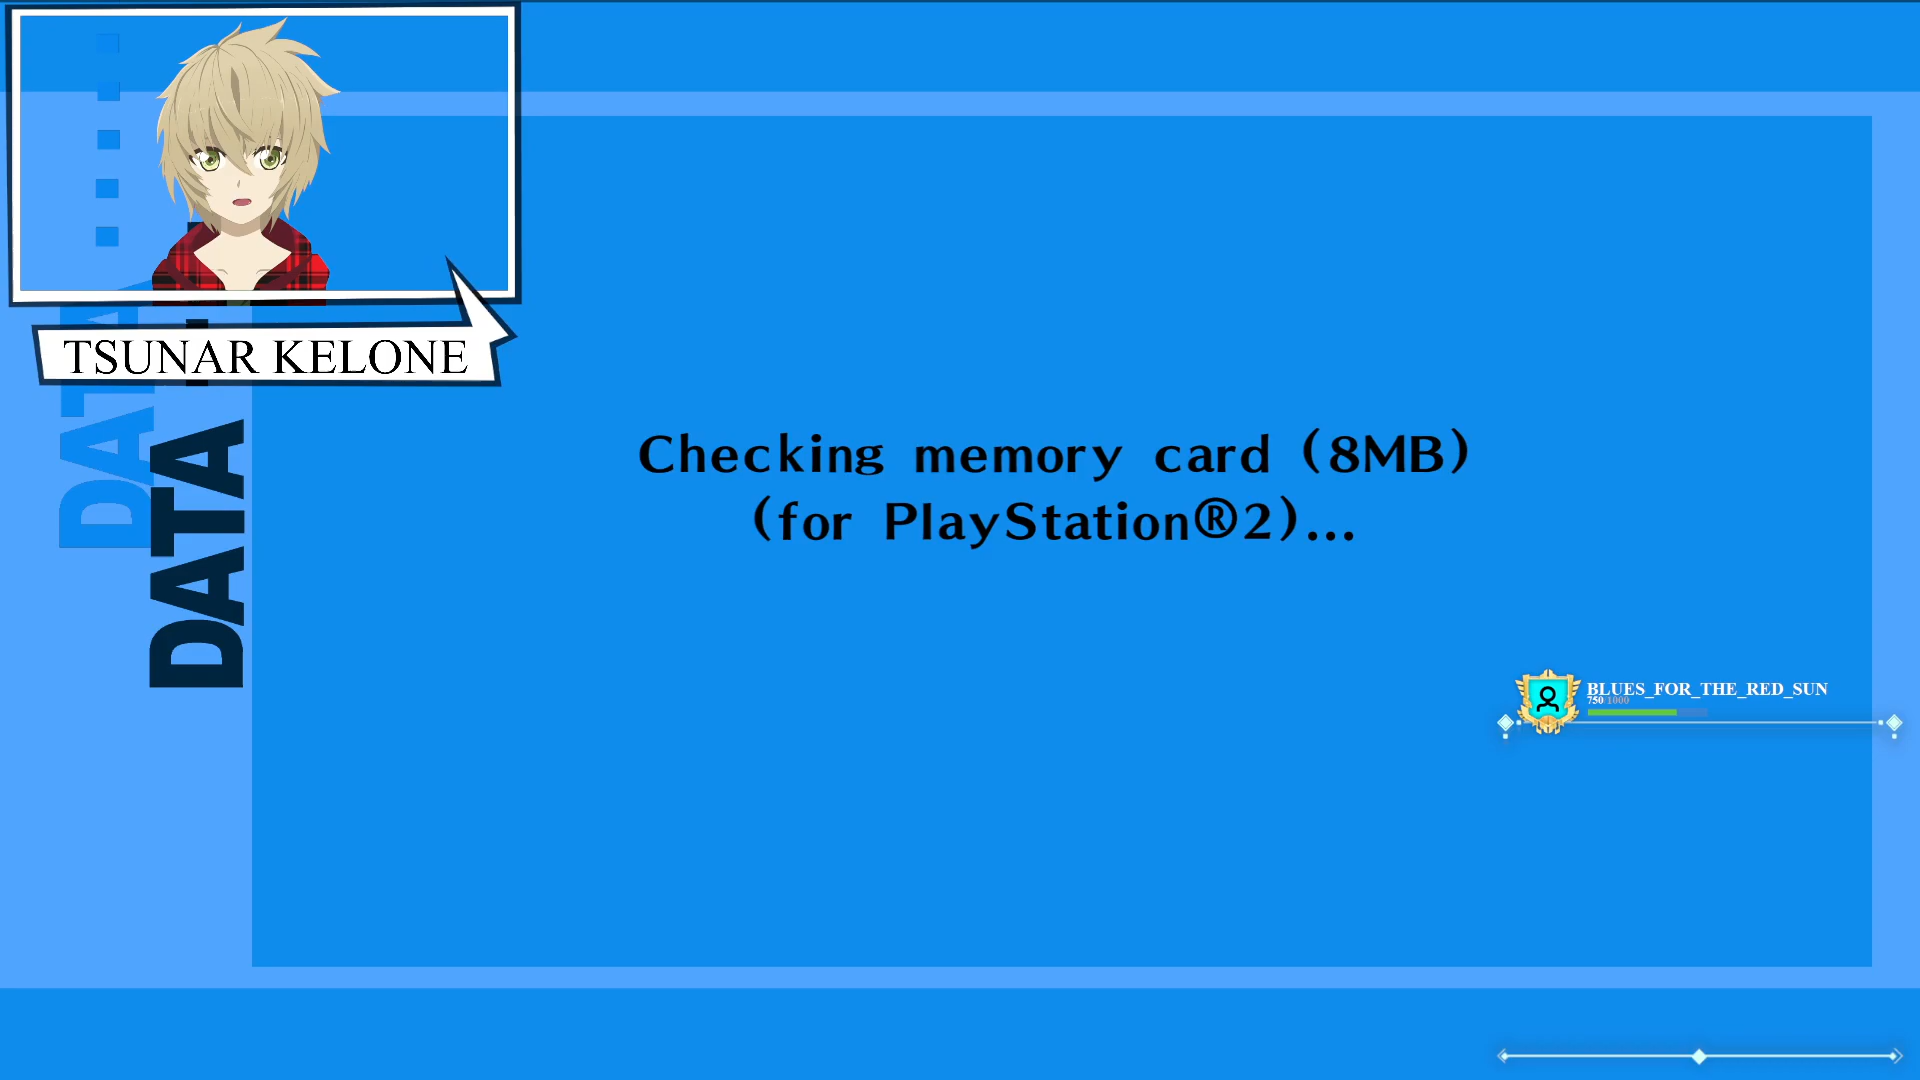 TSUNAR KELONE
DATA
DATA
Checking memory card (8MB)
(for PlayStation®2)...
BLUES_FOR_THE_RED_SUN
750/1000